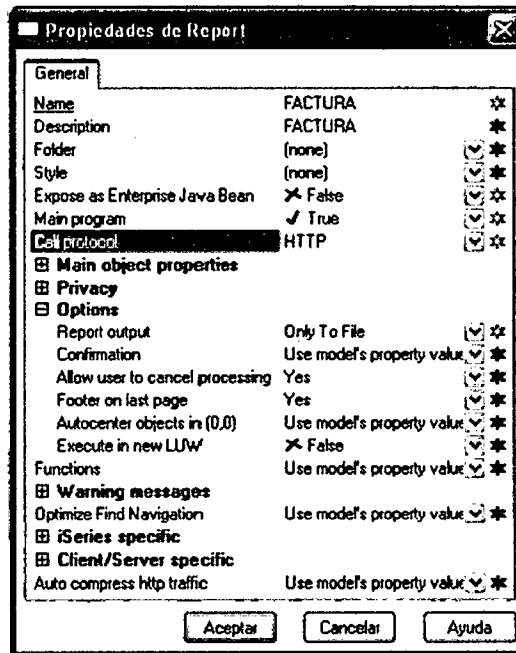 Propiedades de Report
General
Name FACTURA
Description FACTURA
Folder (none)
Style (none)
Expose as Enterprise Java Bean False
Main program True
Call protocol HTTP
Main object properties
Privacy
Options
Report output Only To File
Confirmation Use model's property value
Allow user to cancel processing Yes
Footer on last page Yes
Autocenter objects in (0,0) Use model's property value
Execute in new LUW False
Functions Use model's property value
Warning messages
Optimize Find Navigation Use model's property value
iSeries specific
Client/Server specific
Auto compress http traffic Use model's property value
Aceptar Cancelar Ayuda